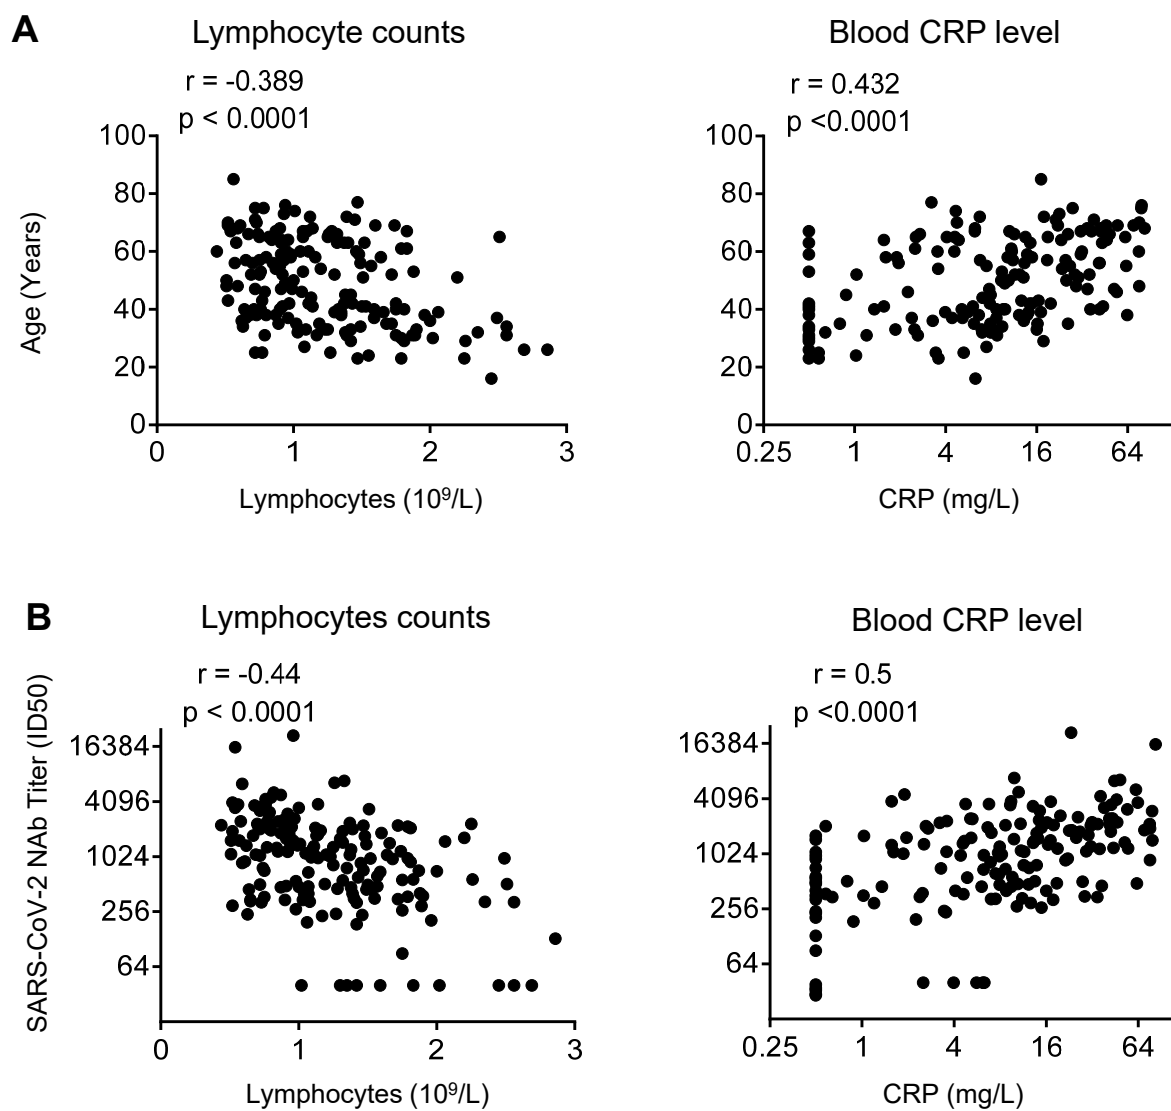 A
Lymphocyte counts
r = -0.389
p < 0.0001
100
80
60
40
20
0
0
1
2
3
Age (Years)
Lymphocytes (10⁹/L)
Blood CRP level
r = 0.432
p <0.0001
100
80
60
40
20
0
0.25
1
4
16
64
CRP (mg/L)
B
Lymphocytes counts
r = -0.44
p < 0.0001
16384
4096
1024
256
64
0
1
2
3
SARS-CoV-2 NAb Titer (ID50)
Lymphocytes (10⁹/L)
Blood CRP level
r = 0.5
p <0.0001
16384
4096
1024
256
64
0.25
1
4
16
64
CRP (mg/L)